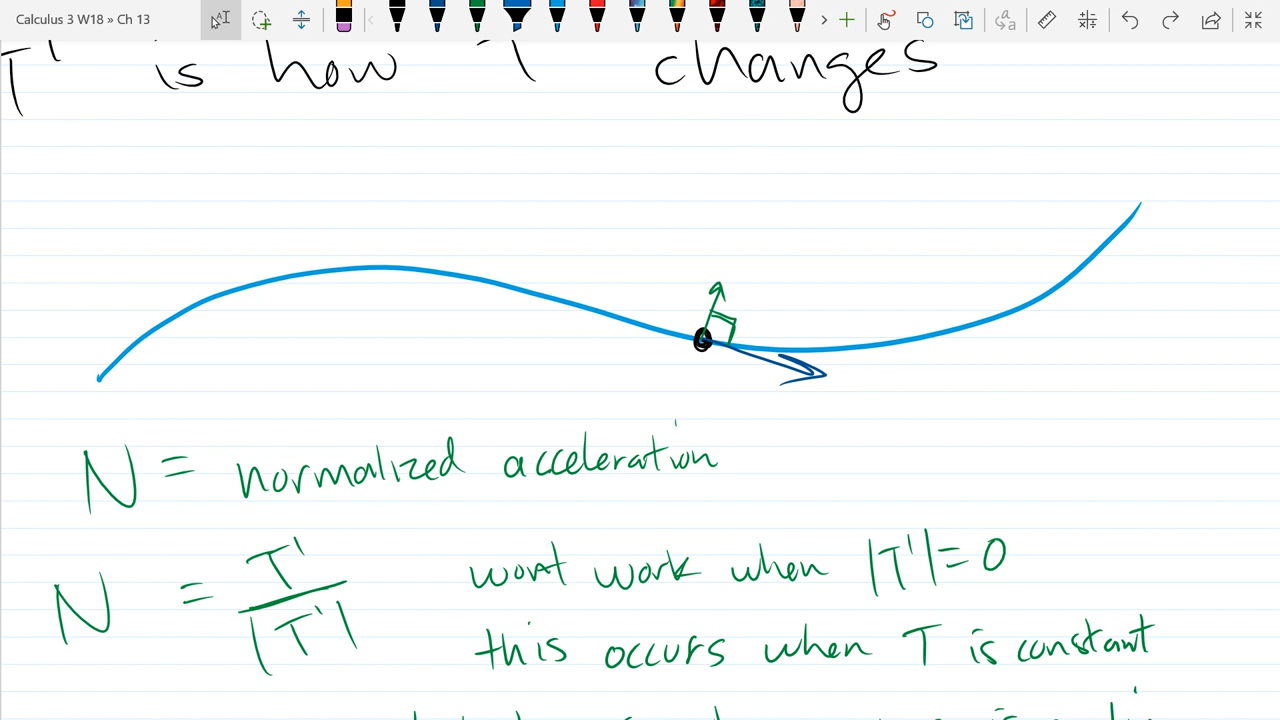 Calculus 3 W18 » Ch 13
T' is how T changes
N = normalized acceleration
N = T' / |T'| wont work when |T'| = 0
this occurs when T is constant